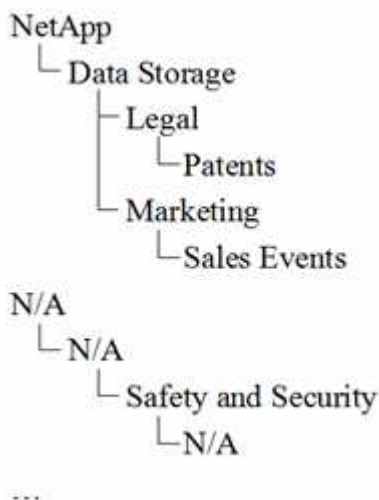 NetApp
Data Storage
Legal
Patents
Marketing
Sales Events
N/A
N/A
Safety and Security
N/A
...